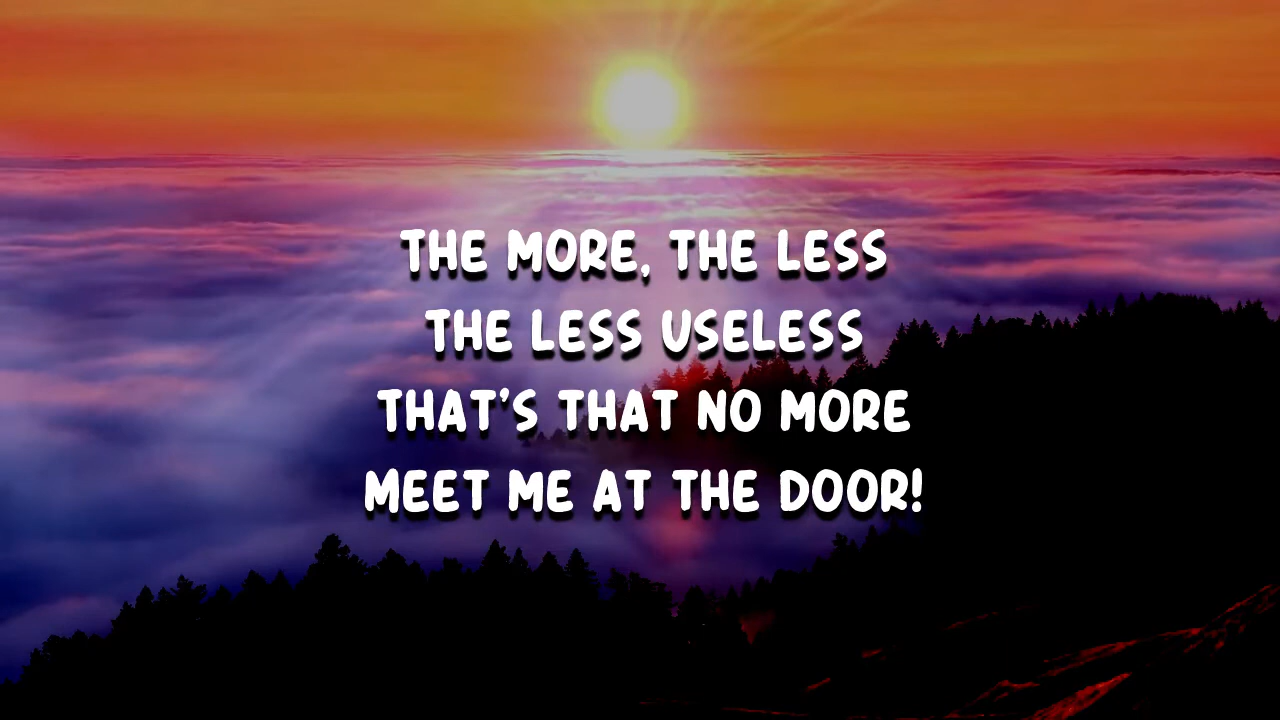 THE MORE, THE LESS
THE LESS USELESS
THAT'S THAT NO MORE
MEET ME AT THE DOOR!